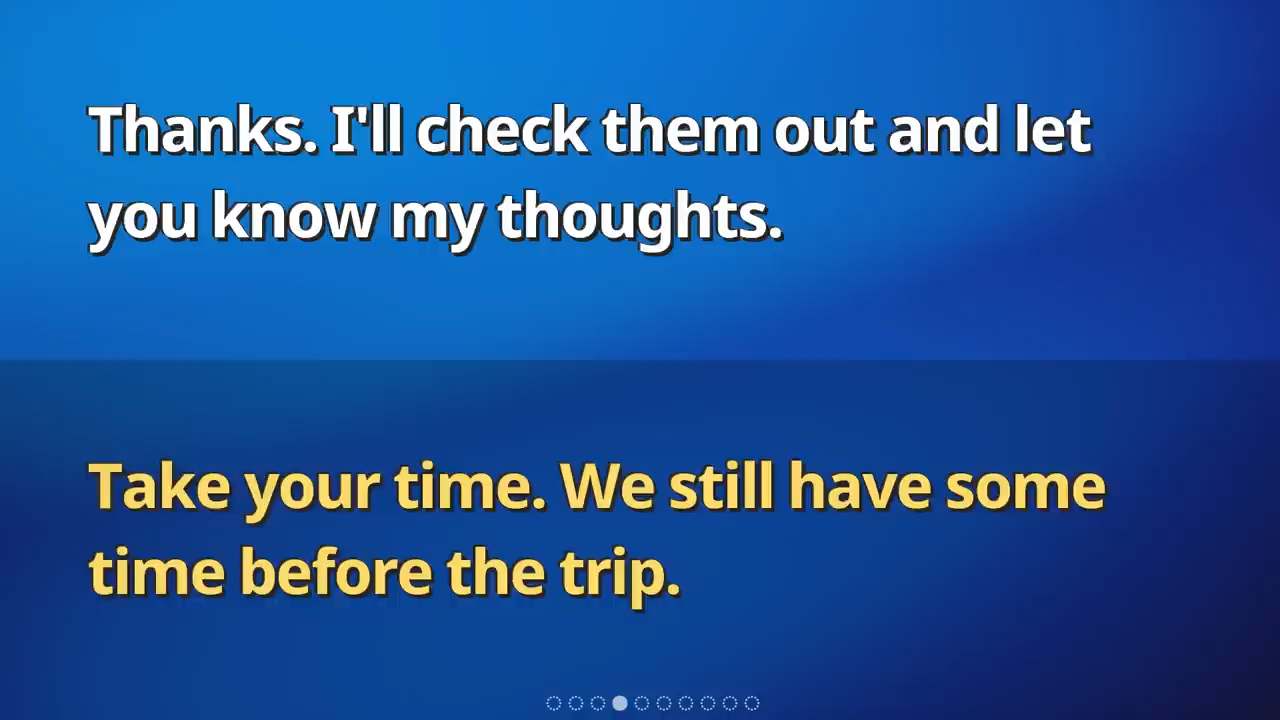 Thanks. I'll check them out and let
you know my thoughts.
Take your time. We still have some
time before the trip.